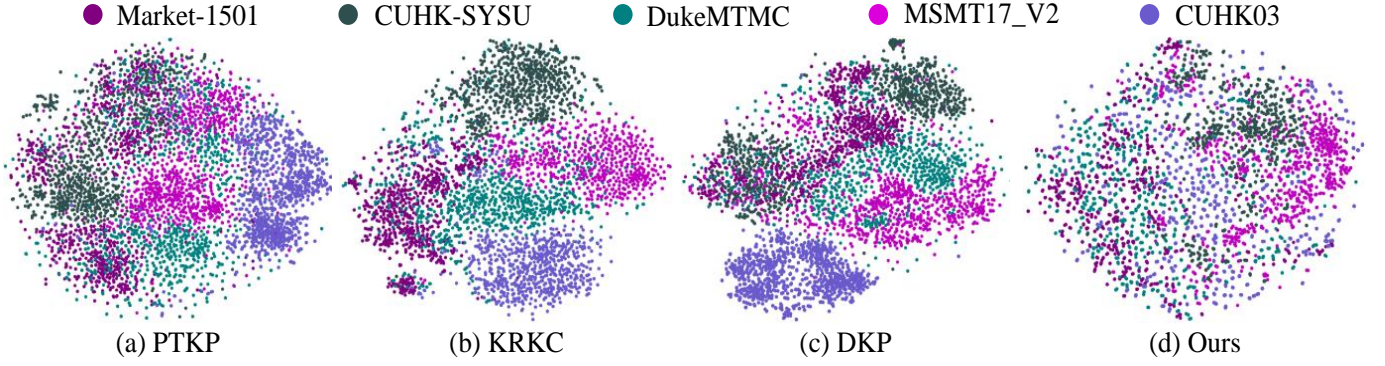 Market-1501 CUHK-SYSU DukeMTMC MSMT17_V2 CUHK03
(a) PTKP (b) KRKC (c) DKP (d) Ours